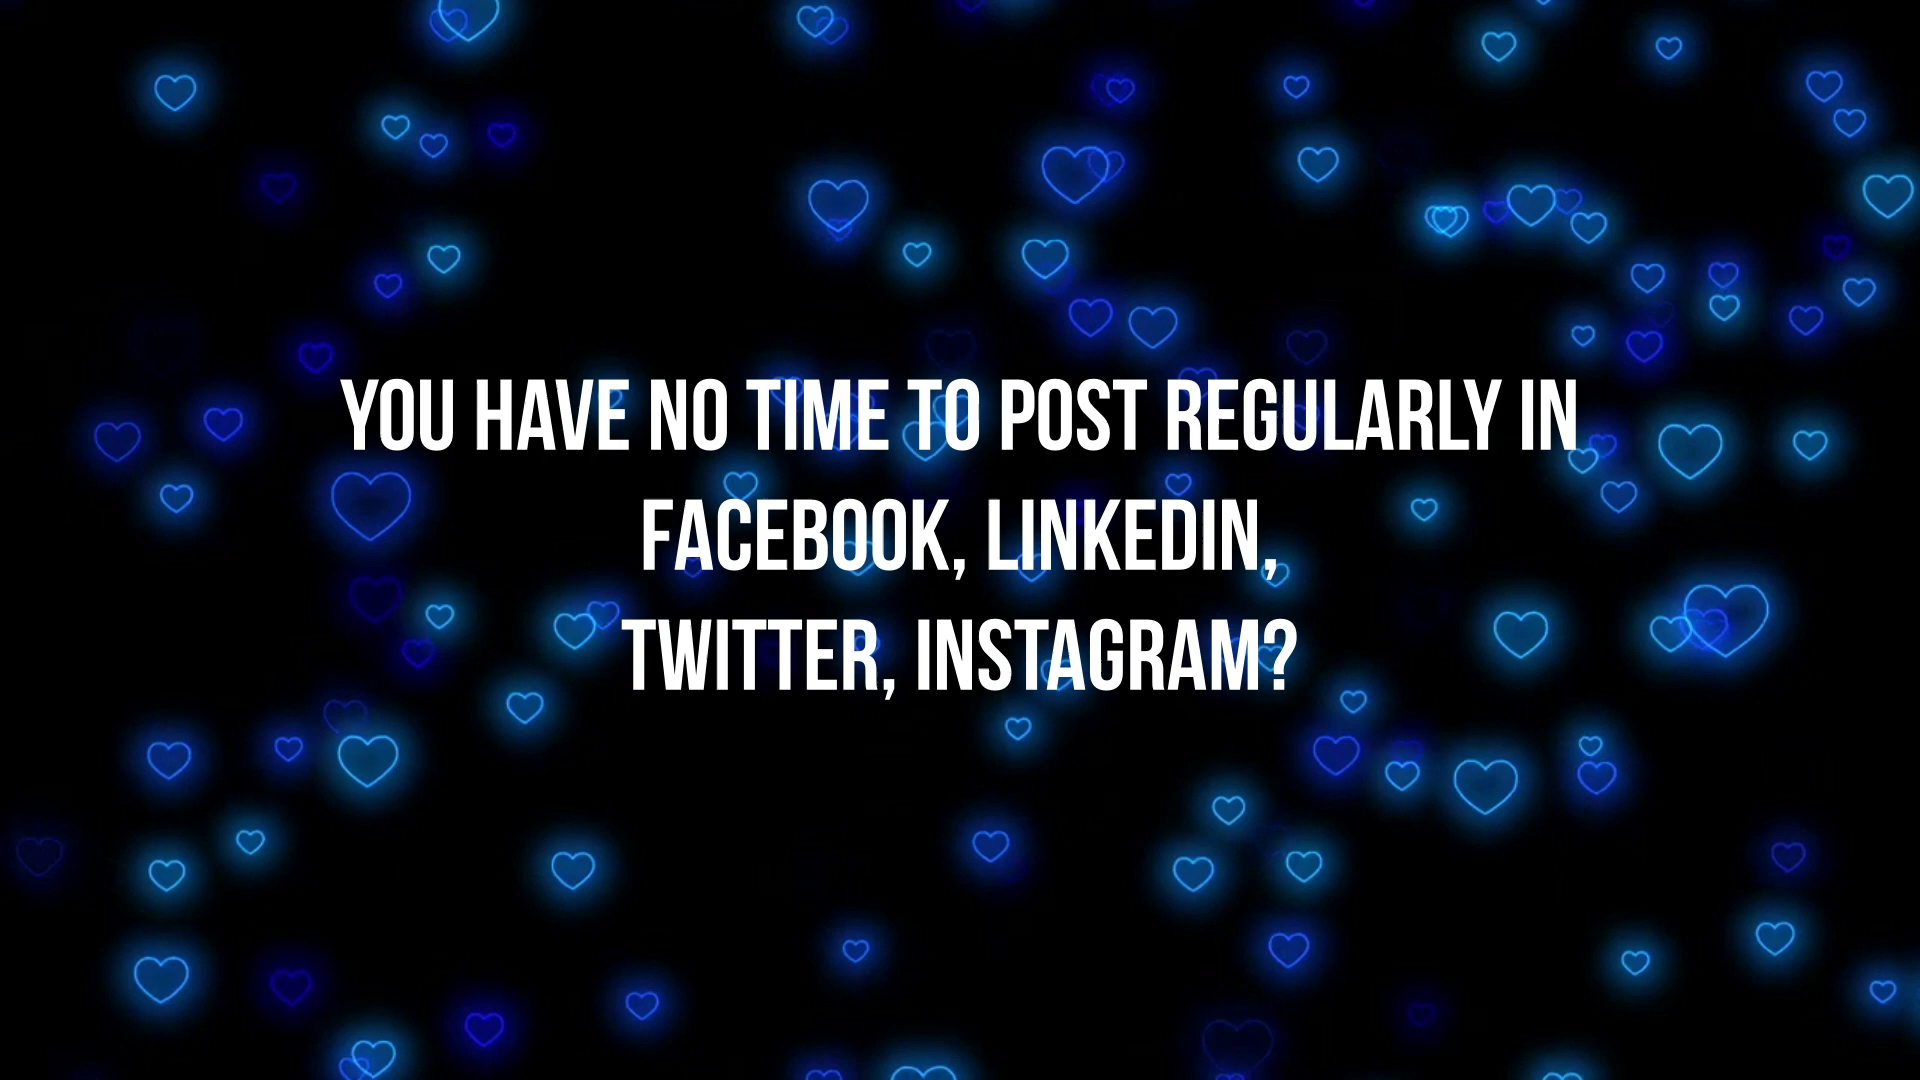 YOU HAVE NO TIME TO POST REGULARLY IN
FACEBOOK, LINKEDIN,
TWITTER, INSTAGRAM?